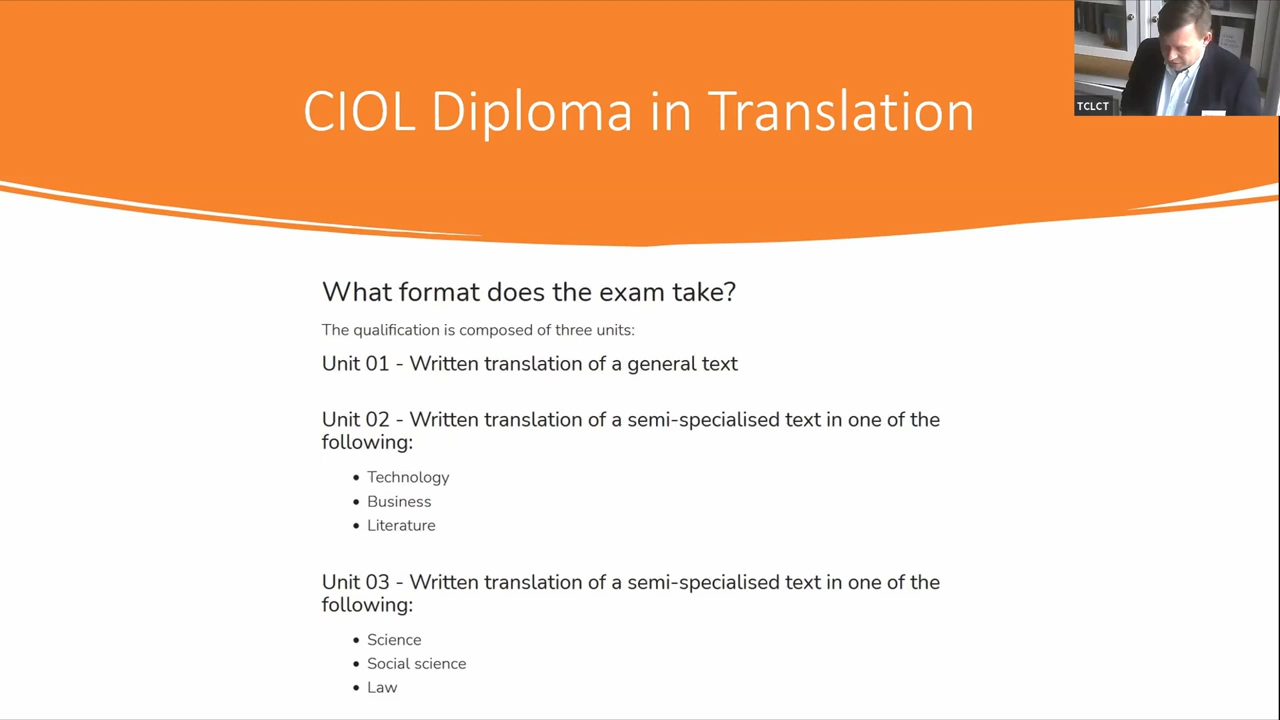 CIOL Diploma in Translation
TCLCT
What format does the exam take?
The qualification is composed of three units:
Unit 01 - Written translation of a general text
Unit 02 - Written translation of a semi-specialised text in one of the
following:
• Technology
• Business
• Literature
Unit 03 - Written translation of a semi-specialised text in one of the
following:
• Science
• Social science
• Law